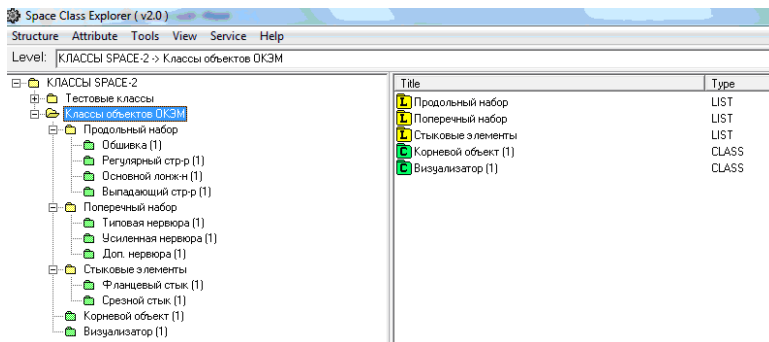 Space Class Explorer ( v2.0 )
Structure Attribute Tools View Service Help
Level: КЛАССЫ SPACE-2 -> Классы объектов ОКЭМ
КЛАССЫ SPACE-2
Тестовые классы
Классы объектов ОКЭМ
Продольный набор
Обшивка (1)
Регулярный стр-р (1)
Основной лонж-н (1)
Выпадающий стр-р (1)
Поперечный набор
Типовая нервюра (1)
Усиленная нервюра (1)
Доп. нервюра (1)
Стыковые элементы
Фланцевый стык (1)
Срезной стык (1)
Корневой объект (1)
Визуализатор (1)
Title Type
L Продольный набор LIST
L Поперечный набор LIST
L Стыковые элементы LIST
C Корневой объект (1) CLASS
C Визуализатор (1) CLASS